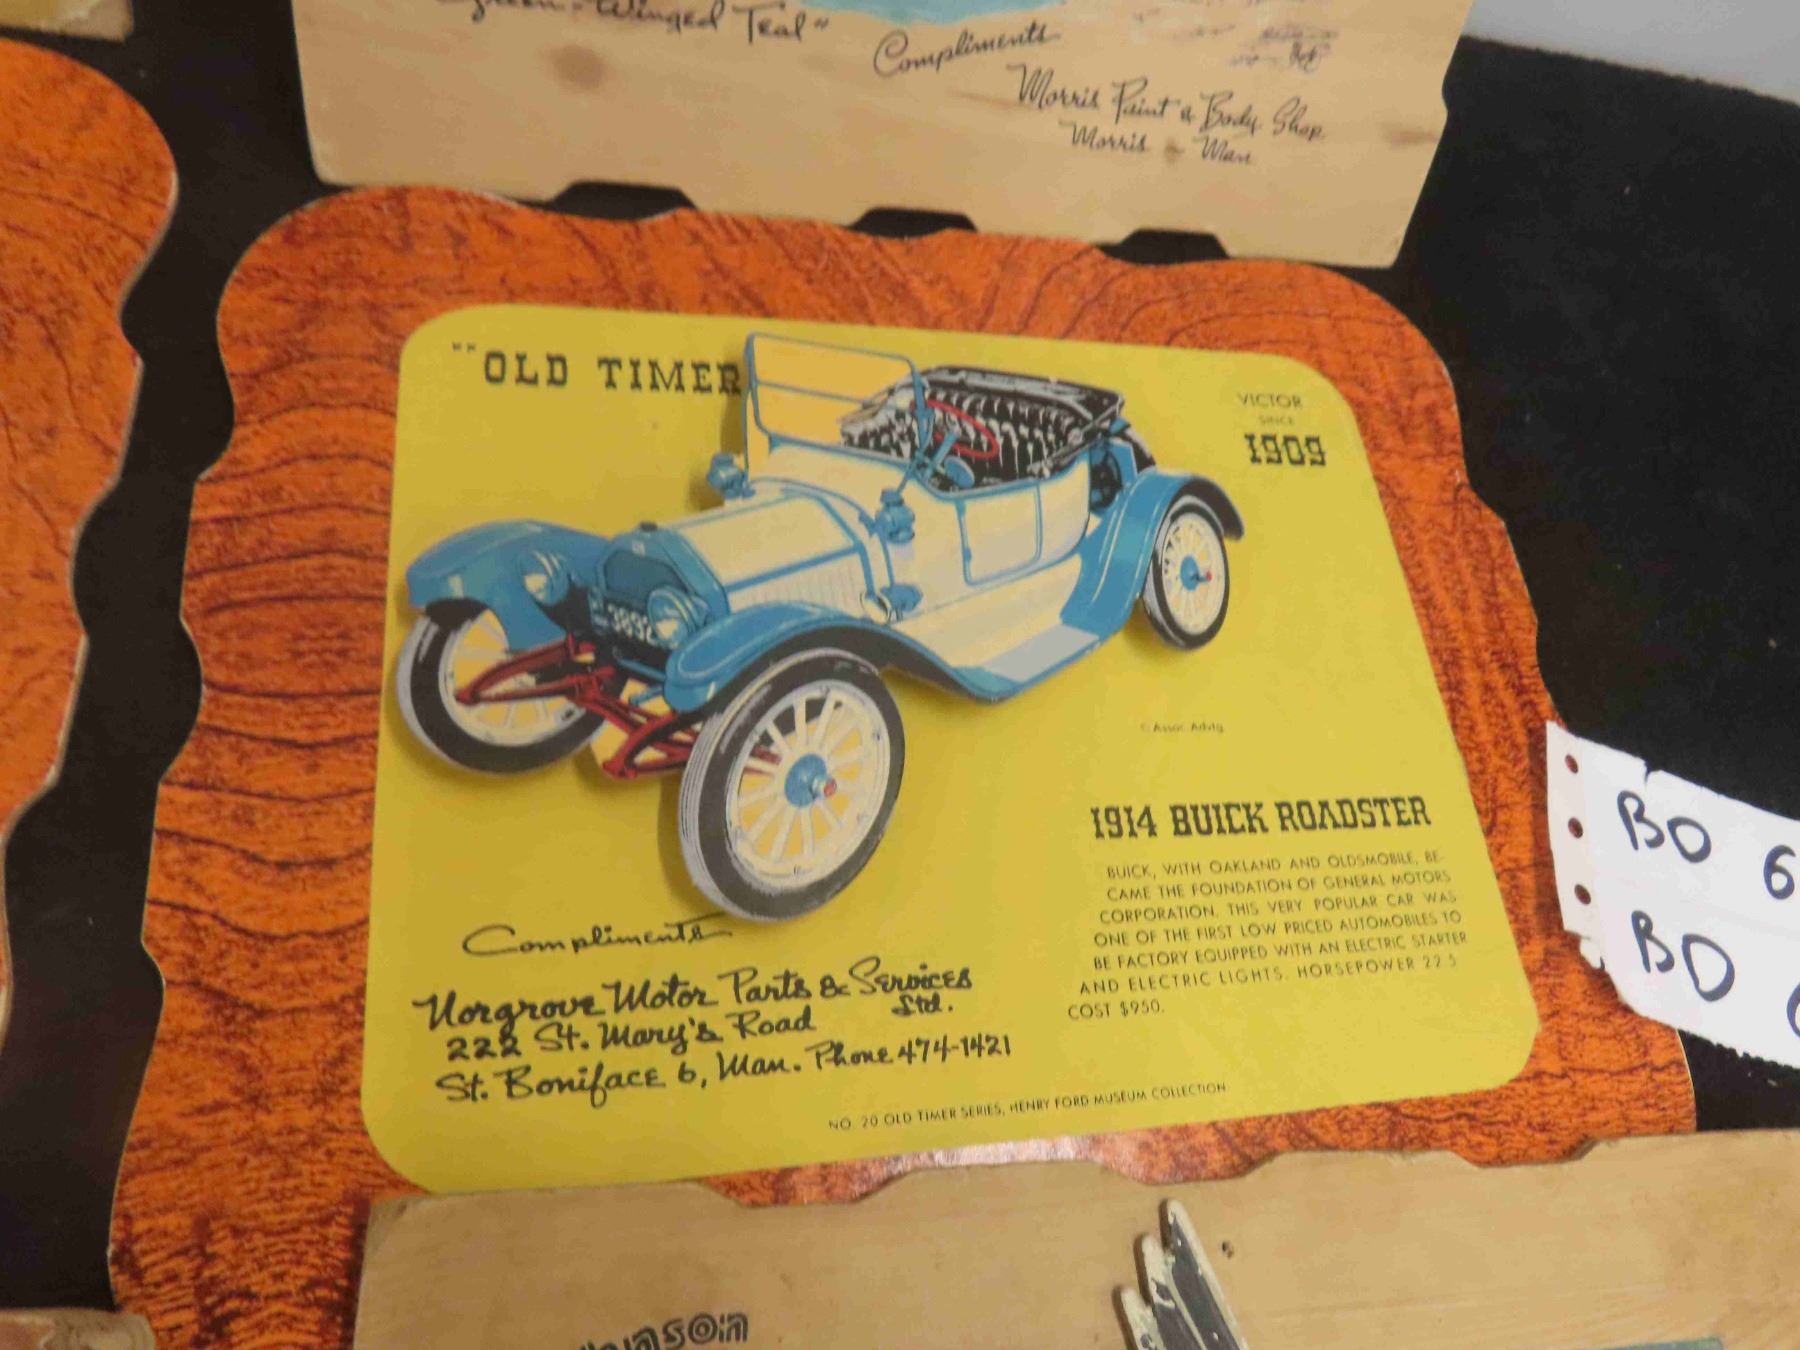 Green-Winged Teal"
Compliments
Morris Paint & Body Shop
Morris - Man
"OLD TIMER
VICTOR
SINCE
1909
3892
© Assoc. Advtg.
1914 BUICK ROADSTER
BUICK, WITH OAKLAND AND OLDSMOBILE, BE-
CAME THE FOUNDATION OF GENERAL MOTORS
CORPORATION. THIS VERY POPULAR CAR WAS
ONE OF THE FIRST LOW PRICED AUTOMOBILES TO
BE FACTORY EQUIPPED WITH AN ELECTRIC STARTER
AND ELECTRIC LIGHTS. HORSEPOWER 22.5
COST $950.
Compliments
Norgrove Motor Parts & Services
Ltd.
222 St. Mary's Road
St. Boniface 6, Man. Phone 474-1421
NO. 20 OLD TIMER SERIES, HENRY FORD MUSEUM COLLECTION
BO 6
BO